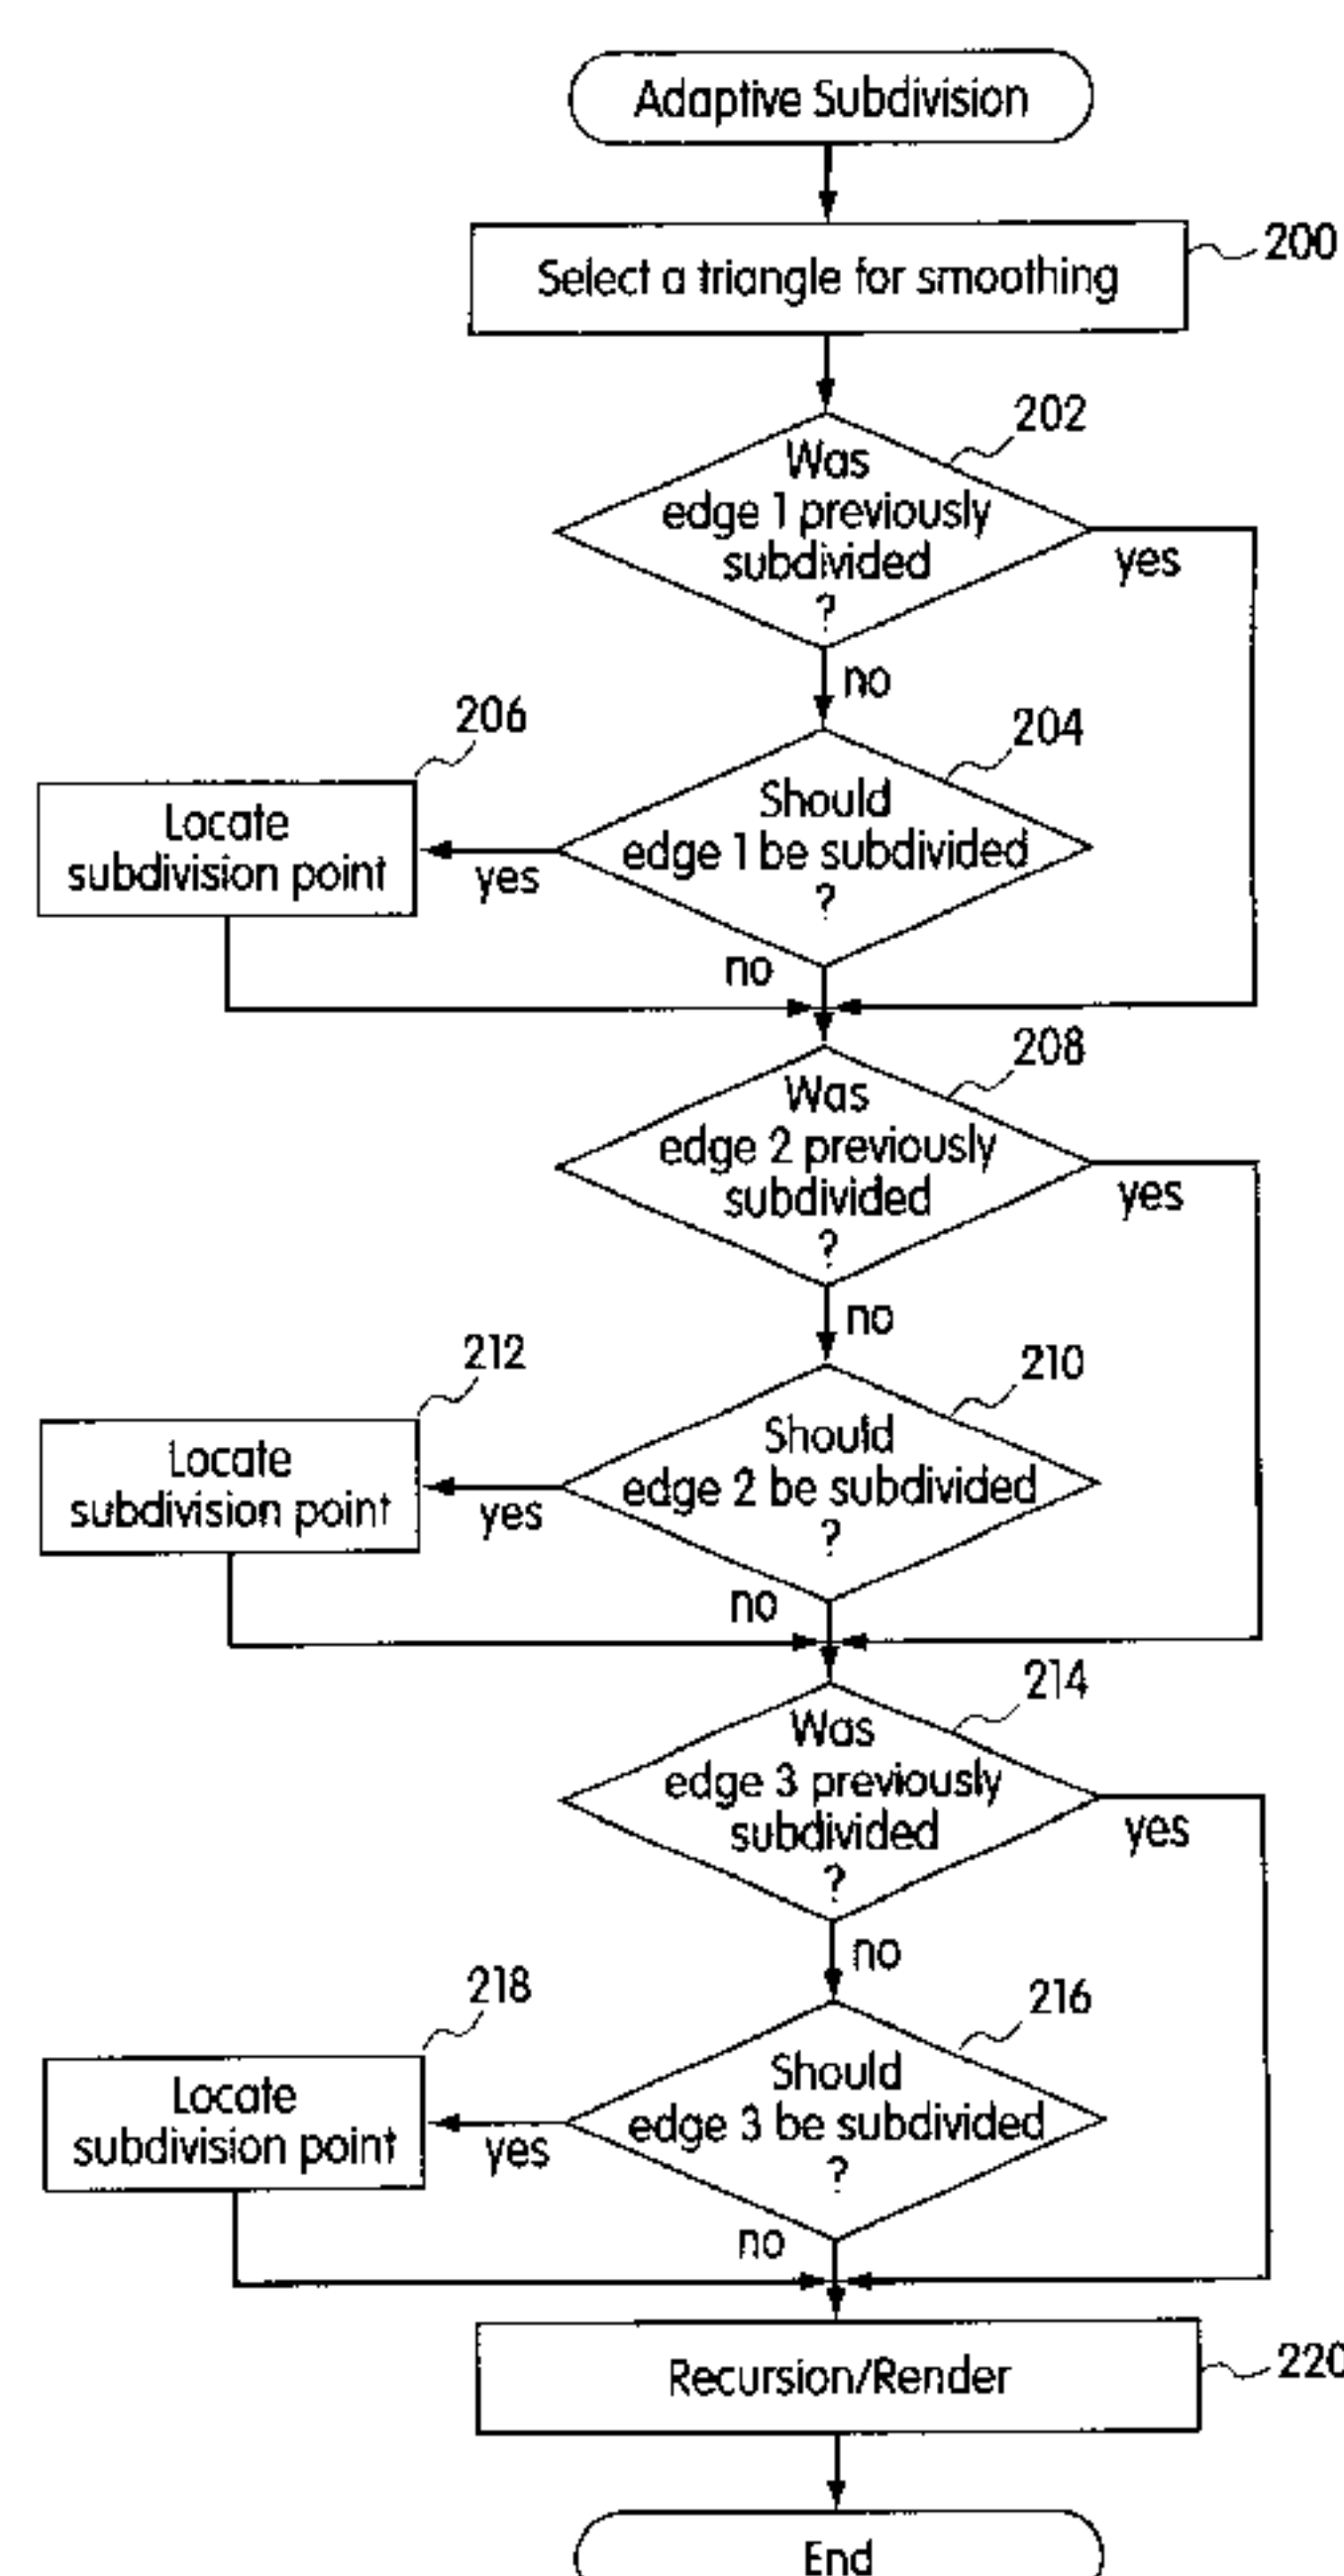 Adaptive Subdivision
Select a triangle for smoothing
200
202
Was
edge 1 previously
subdivided
?
yes
no
206
204
Locate
subdivision point
Should
edge 1 be subdivided
?
yes
no
208
Was
edge 2 previously
subdivided
?
yes
no
212
210
Locate
subdivision point
Should
edge 2 be subdivided
?
yes
no
214
Was
edge 3 previously
subdivided
?
yes
no
218
216
Locate
subdivision point
Should
edge 3 be subdivided
?
yes
no
Recursion/Render
220
End